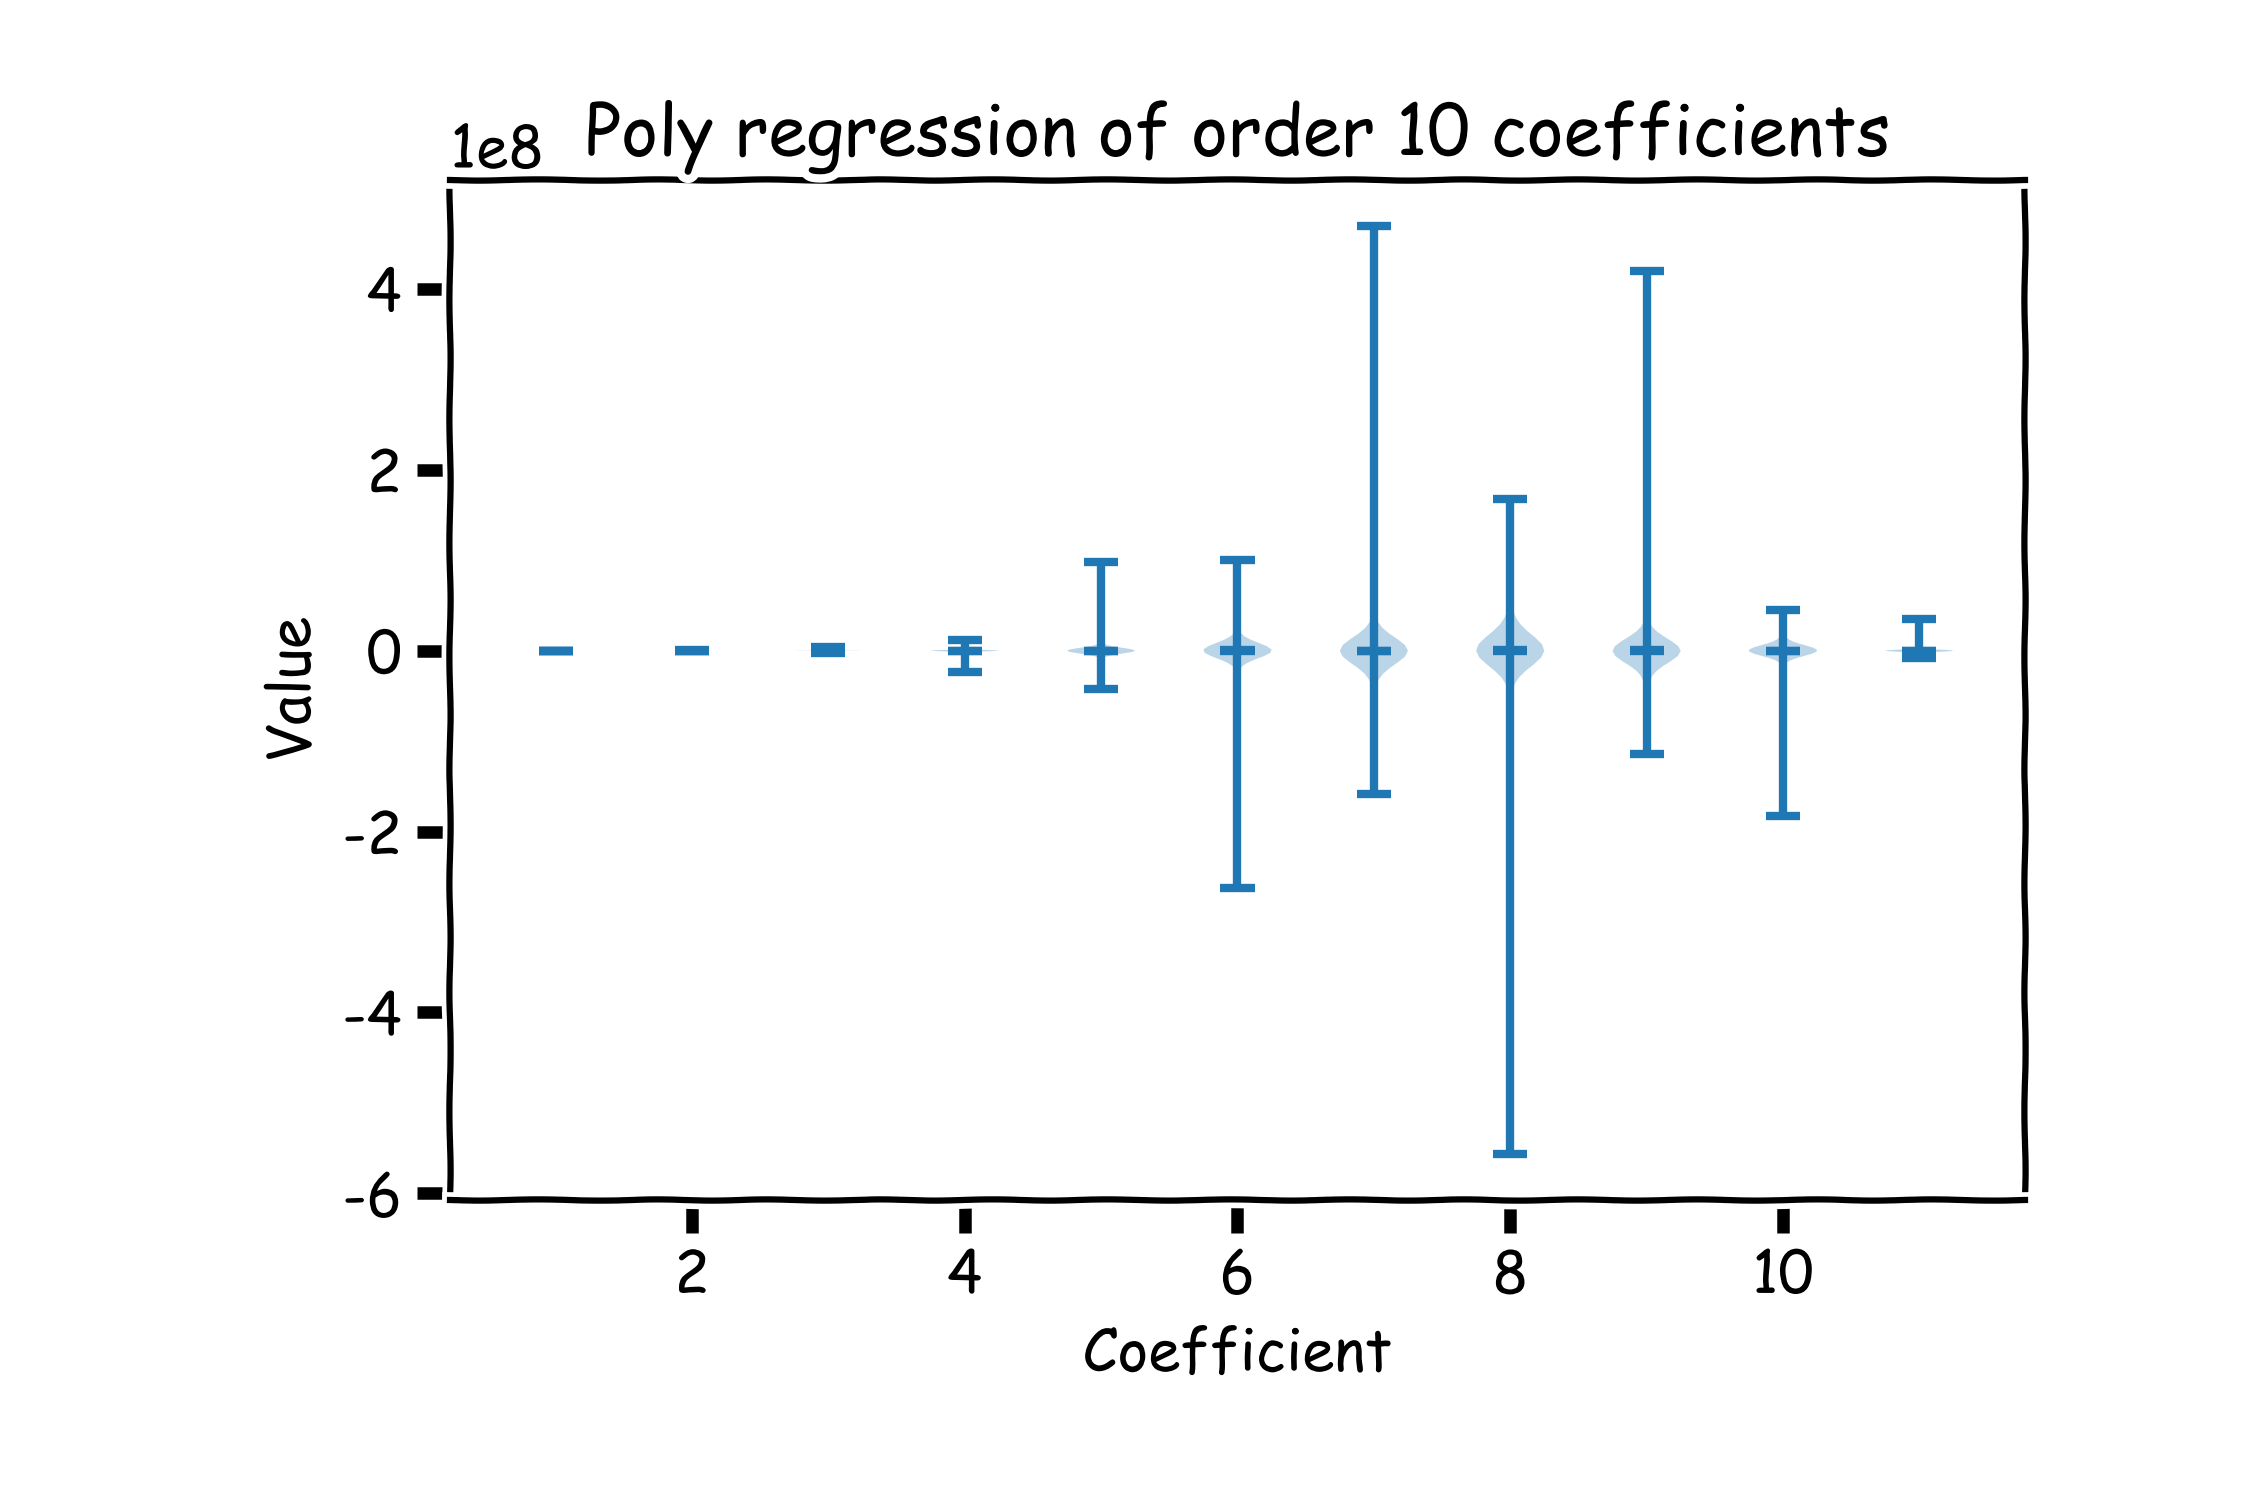 Poly regression of order 10 coefficients
1e8
4
2
0
-2
-4
-6
Value
2 4 6 8 10
Coefficient